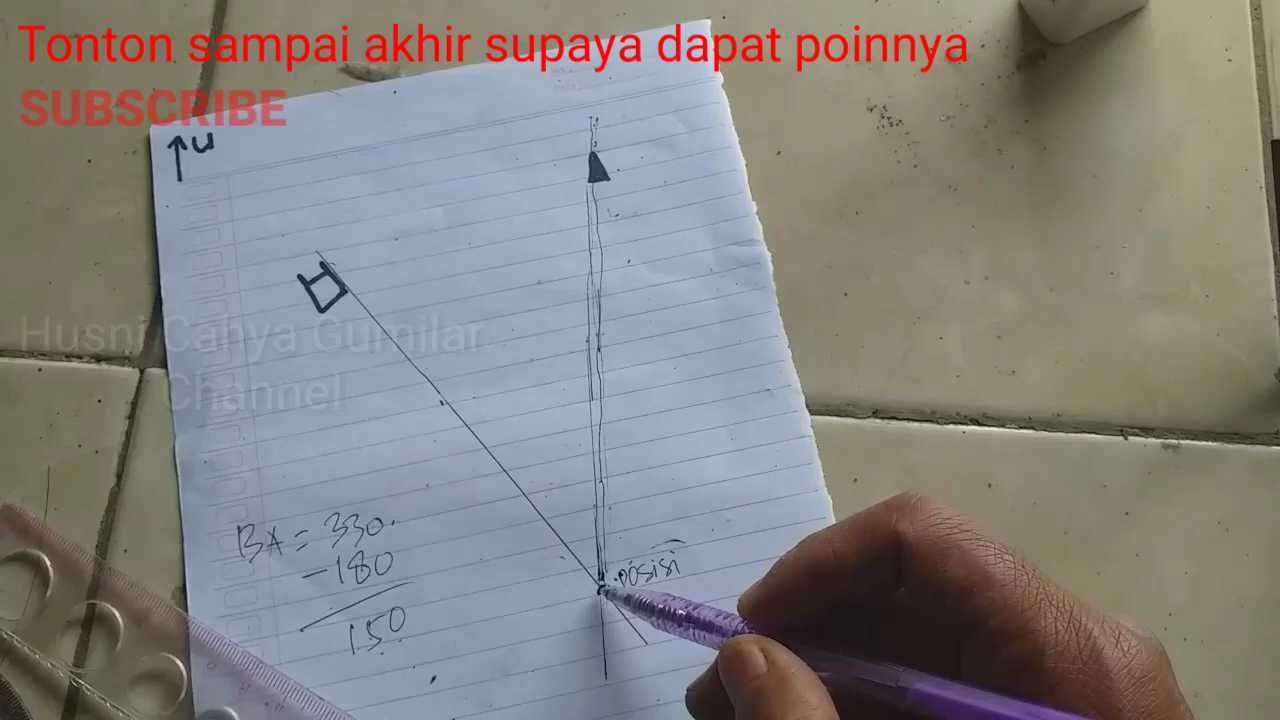 Tonton sampai akhir supaya dapat poinnya
SUBSCRIBE
U
Husni Cahya Gumilar
Channel
BA = 330.
-180
150
posisi